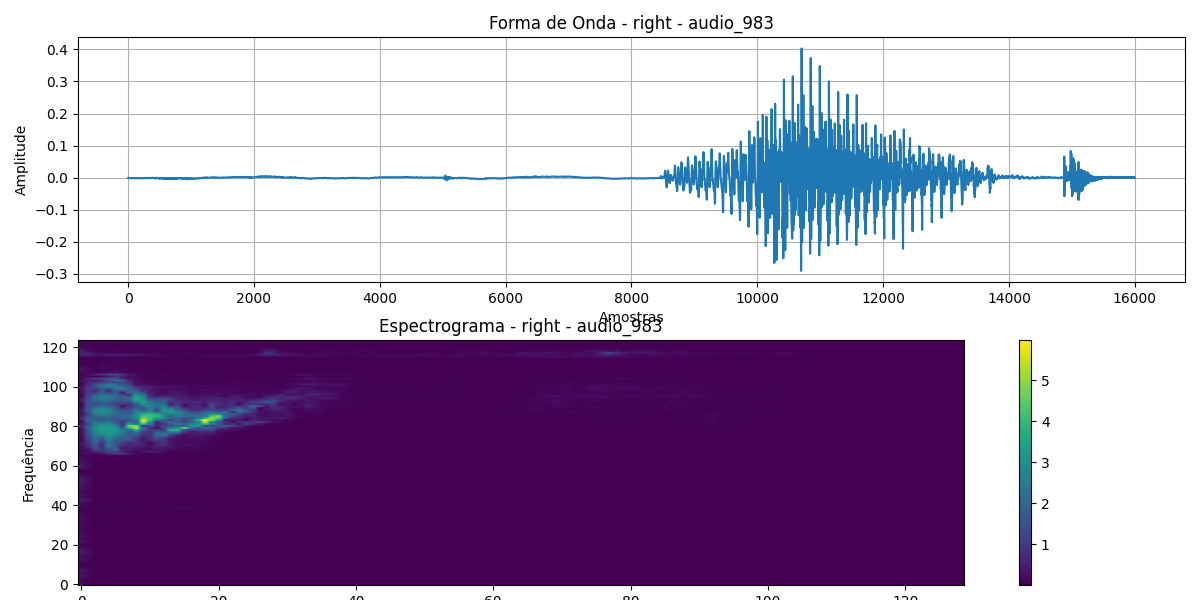 Forma de Onda - right - audio_983
Amplitude
0.4
0.3
0.2
0.1
0.0
−0.1
−0.2
−0.3
0 2000 4000 6000 8000 10000 12000 14000 16000
Amostras
Espectrograma - right - audio_983
Frequência
120
100
80
60
40
20
0
5
4
3
2
1
0 20 40 60 80 100 120